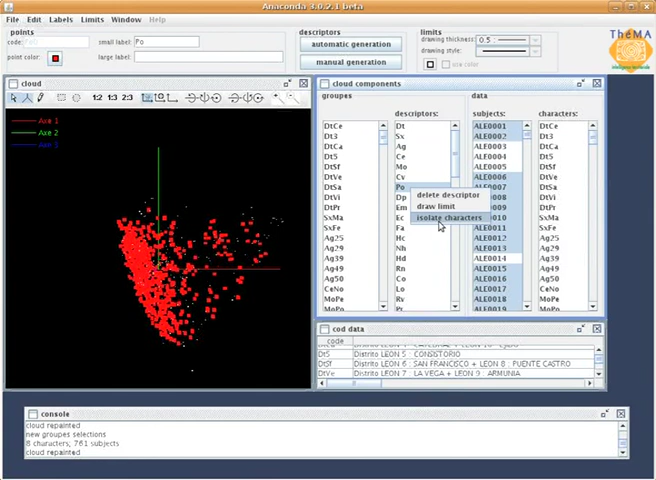 Anaconda 3.0.2.1 beta
File Edit Labels Limits Window Help
points
code:
small label: Po
point color:
large label:
descriptors
automatic generation
manual generation
limits
drawing thickness: 0.5
drawing style:
use color
ThéMA
cloud
1:2 1:3 2:3
Axe 1
Axe 2
Axe 3
cloud components
groupes
DtCe
Dt3
DtCa
Dt5
DtSf
DtVe
DtSa
DtVi
DtPr
SxMa
SxFe
Ag25
Ag29
Ag39
Ag49
Ag50
CeNo
MoPe
descriptors:
Dt
Sx
Ag
Ce
Mo
Cv
Po
Dp
Em
Ec
Fa
Hc
Nh
Rn
Co
Lo
Rv
Pr
delete descriptor
draw limit
isolate characters
data
subjects:
ALE0001
ALE0002
ALE0003
ALE0004
ALE0005
ALE0006
ALE0007
ALE0011
ALE0012
ALE0013
ALE0014
ALE0015
ALE0016
ALE0017
ALE0018
ALE0019
characters:
DtCe
Dt3
DtCa
Dt5
DtSf
DtVe
DtSa
DtVi
DtPr
SxMa
SxFe
Ag25
Ag29
Ag39
Ag49
Ag50
CeNo
MoPe
cod data
code
DtS Distrito LEON 5 : CONSISTORIO
DtSf Distrito LEON 6 : SAN FRANCISCO + LEON 8 : PUENTE CASTRO
DtVe Distrito LEON 7 : LA VEGA + LEON 9 : ARMUNIA
console
cloud repainted
new groupes selections
8 characters; 761 subjects
cloud repainted